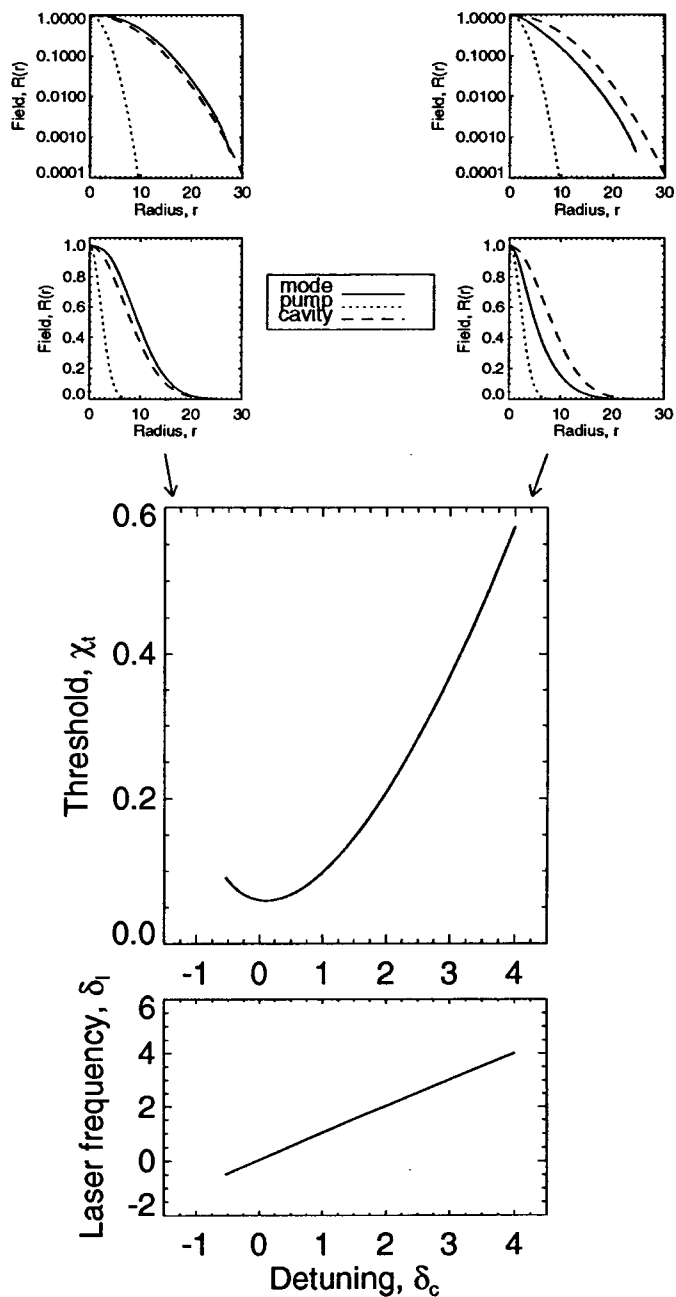 1.0000
0.1000
0.0100
0.0010
0.0001
Field, R(r)
0 10 20 30
Radius, r
1.0000
0.1000
0.0100
0.0010
0.0001
Field, R(r)
0 10 20 30
Radius, r
1.0
0.8
0.6
0.4
0.2
0.0
Field, R(r)
0 10 20 30
Radius, r
mode
pump
cavity
1.0
0.8
0.6
0.4
0.2
0.0
Field, R(r)
0 10 20 30
Radius, r
0.6
0.4
0.2
0.0
Threshold, χt
-1 0 1 2 3 4
6
4
2
0
-2
Laser frequency, δl
-1 0 1 2 3 4
Detuning, δc